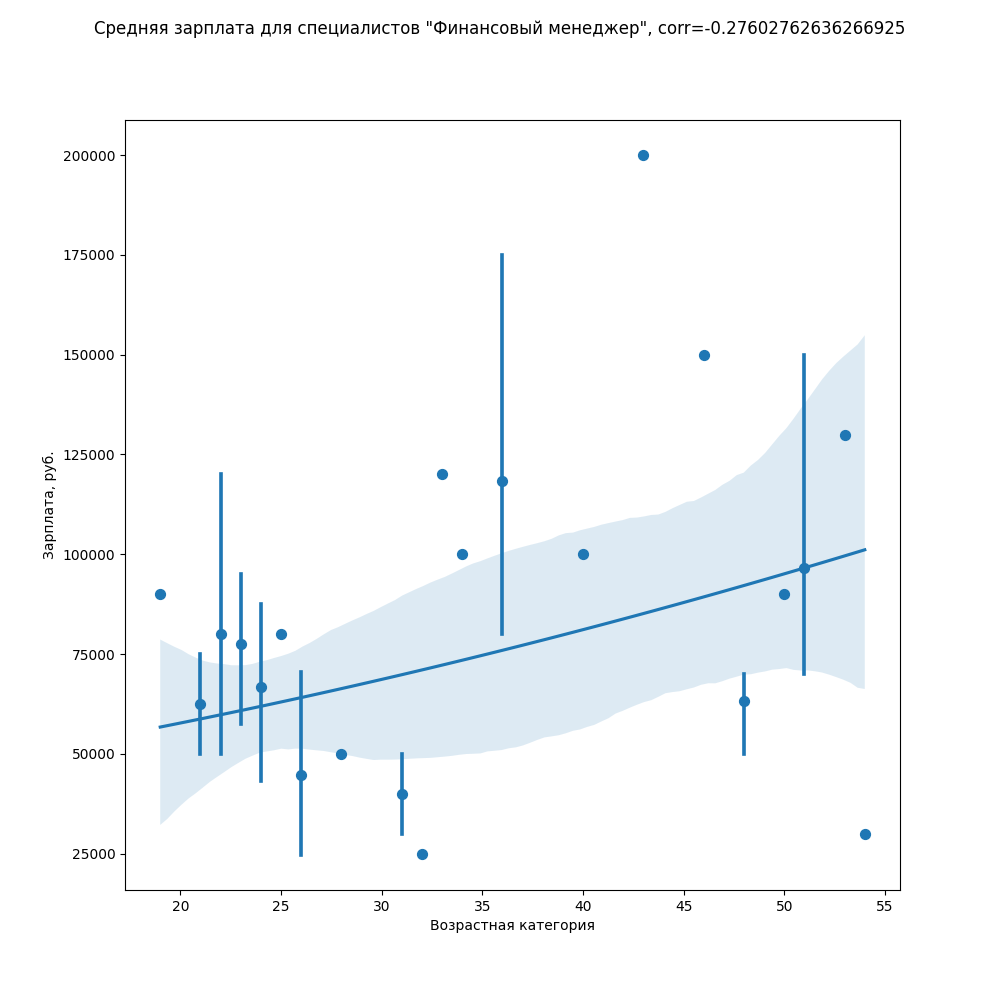 Средняя зарплата для специалистов "Финансовый менеджер", corr=-0.27602762636266925
200000
175000
150000
125000
100000
75000
50000
25000
Зарплата, руб.
20 25 30 35 40 45 50 55
Возрастная категория